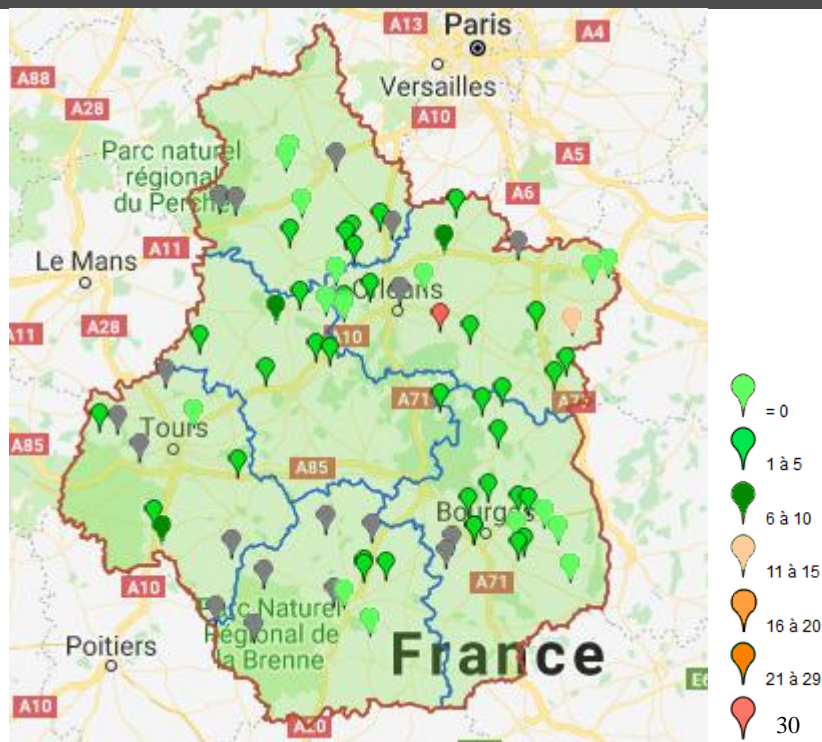 A13
Paris
A4
A88
Versailles
A28
A10
Parc naturel
régional
du Perche
A5
A6
A11
Le Mans
Orléans
A28
A11
A10
A71
A77
Tours
A85
A85
Bourges
A10
A71
Parc Naturel
Régional de
la Brenne
Poitiers
France
A10
A20
E6
= 0
1 à 5
6 à 10
11 à 15
16 à 20
21 à 29
30